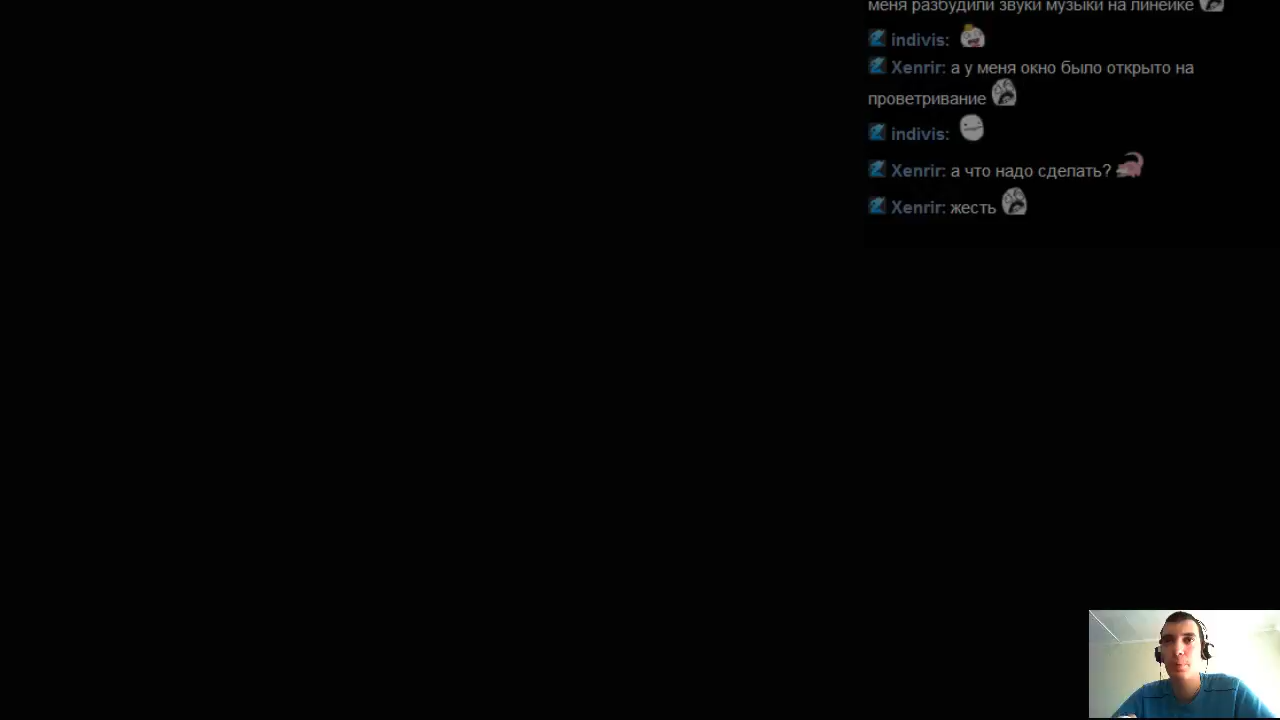 меня разбудили звуки музыки на линейке
indivis:
Xenrir: а у меня окно было открыто на
проветривание
indivis:
Xenrir: а что надо сделать?
Xenrir: жесть